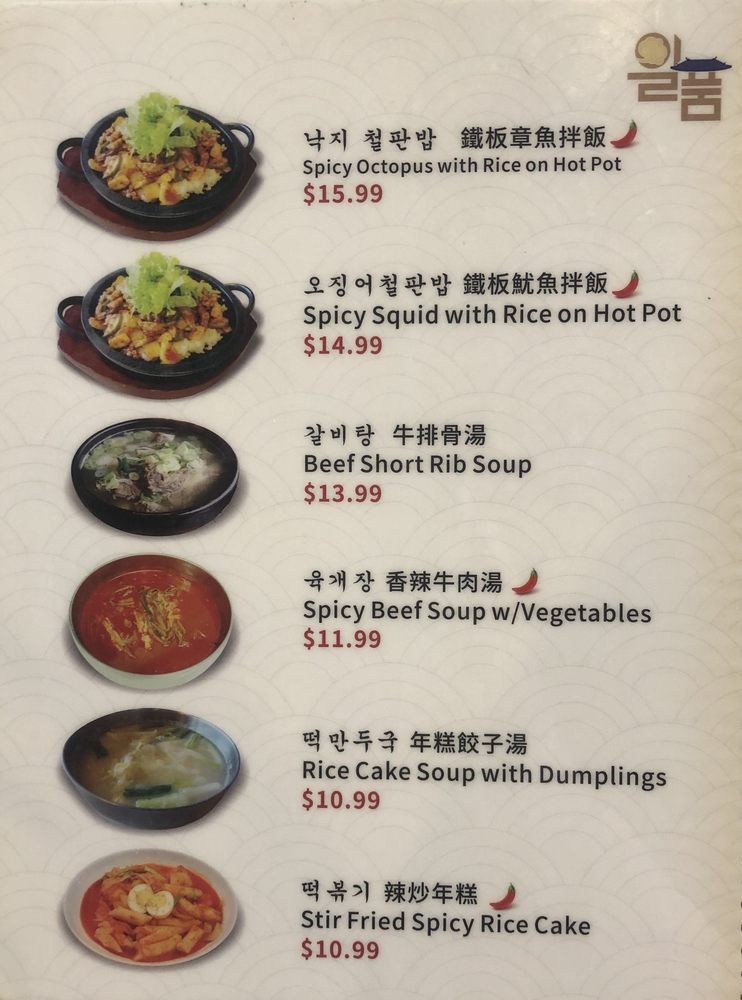 일품
낙지 철판밥 鐵板章魚拌飯
Spicy Octopus with Rice on Hot Pot
$15.99
오징어철판밥 鐵板魷魚拌飯
Spicy Squid with Rice on Hot Pot
$14.99
갈비탕 牛排骨湯
Beef Short Rib Soup
$13.99
육개장 香辣牛肉湯
Spicy Beef Soup w/Vegetables
$11.99
떡만두국 年糕餃子湯
Rice Cake Soup with Dumplings
$10.99
떡볶기 辣炒年糕
Stir Fried Spicy Rice Cake
$10.99